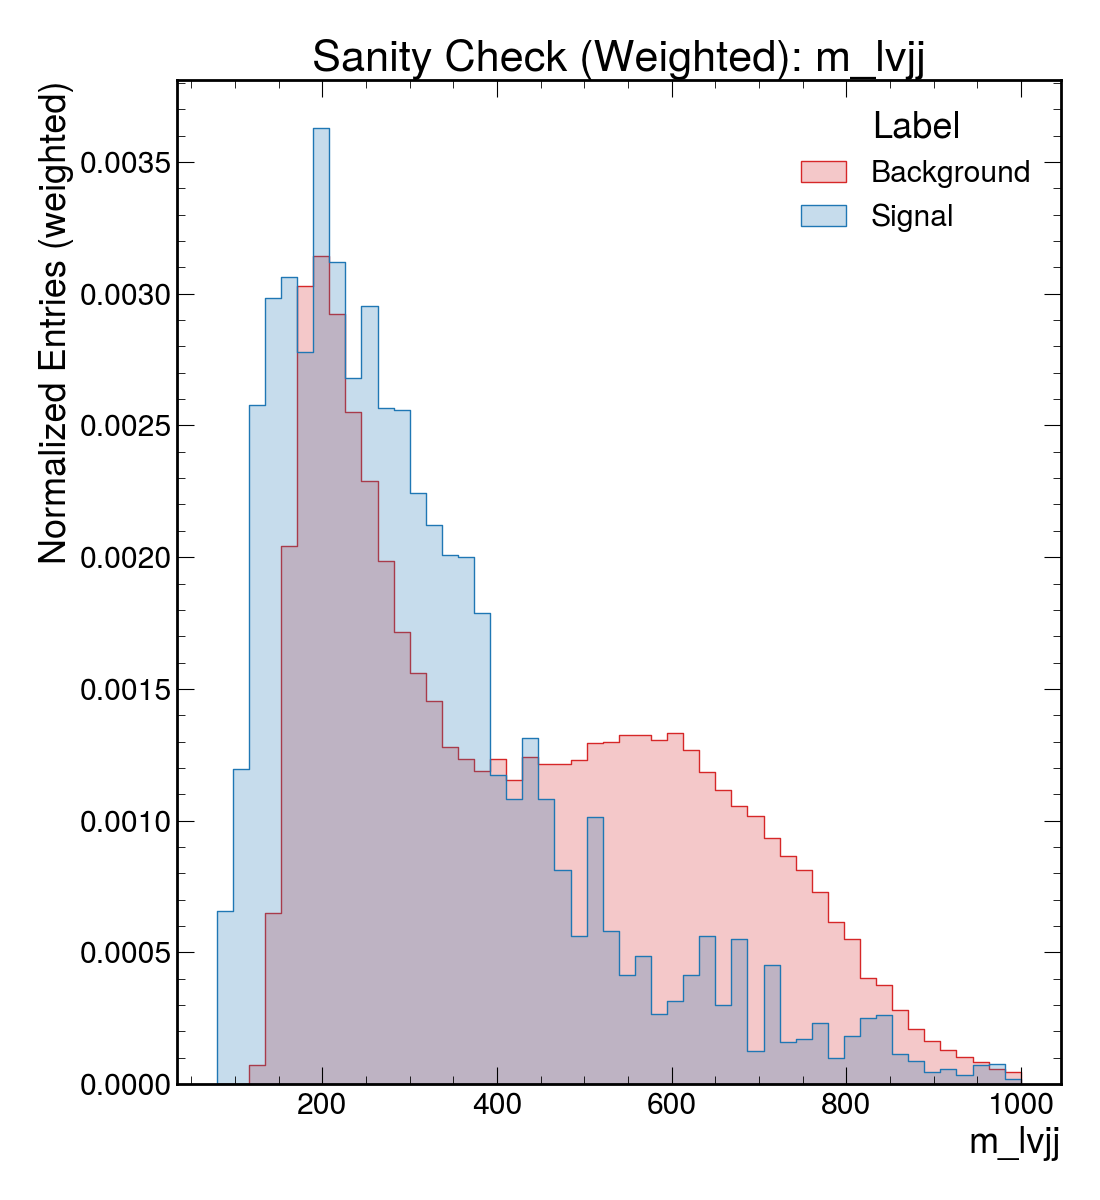 Sanity Check (Weighted): m_lvjj
Normalized Entries (weighted)
Label
Background
Signal
0.0035
0.0030
0.0025
0.0020
0.0015
0.0010
0.0005
0.0000
200
400
600
800
1000
m_lvjj